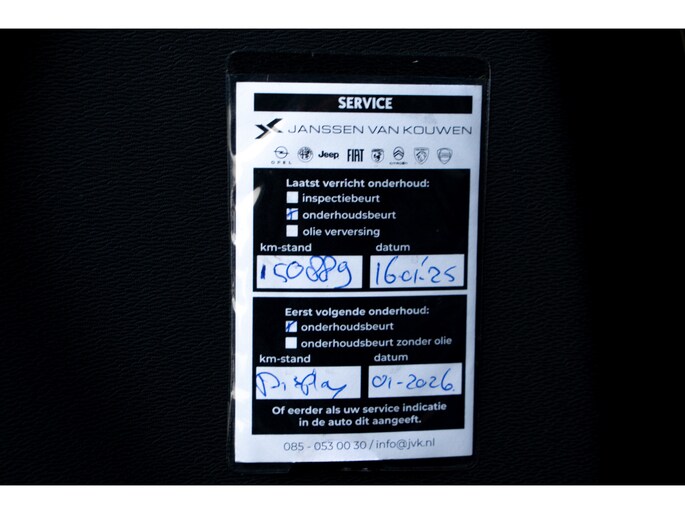 SERVICE
JANSSEN VAN KOUWEN
OPEL Jeep FIAT
Laatst verricht onderhoud:
inspectiebeurt
onderhoudsbeurt
olie verversing
km-stand datum
150889 16-01-'25
Eerst volgende onderhoud:
onderhoudsbeurt
onderhoudsbeurt zonder olie
km-stand datum
Display 01-2026.
Of eerder als uw service indicatie
in de auto dit aangeeft.
085 - 053 00 30 / info@jvk.nl